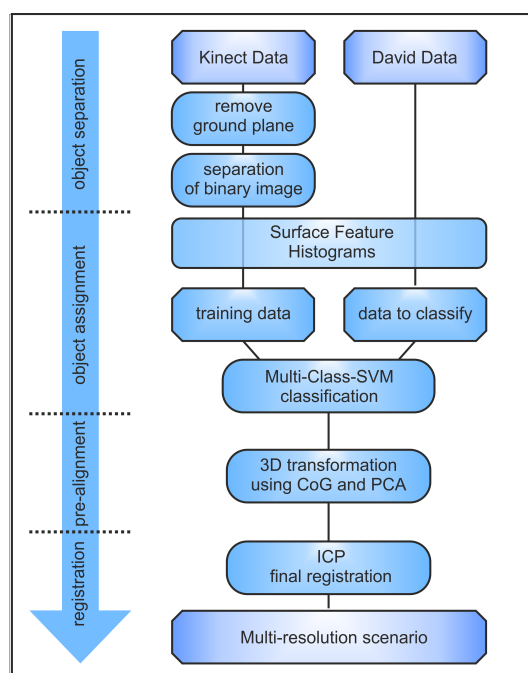 Kinect Data
David Data
remove
ground plane
separation
of binary image
object separation
Surface Feature
Histograms
training data
data to classify
Multi-Class-SVM
classification
object assignment
3D transformation
using CoG and PCA
pre-alignment
ICP
final registration
registration
Multi-resolution scenario